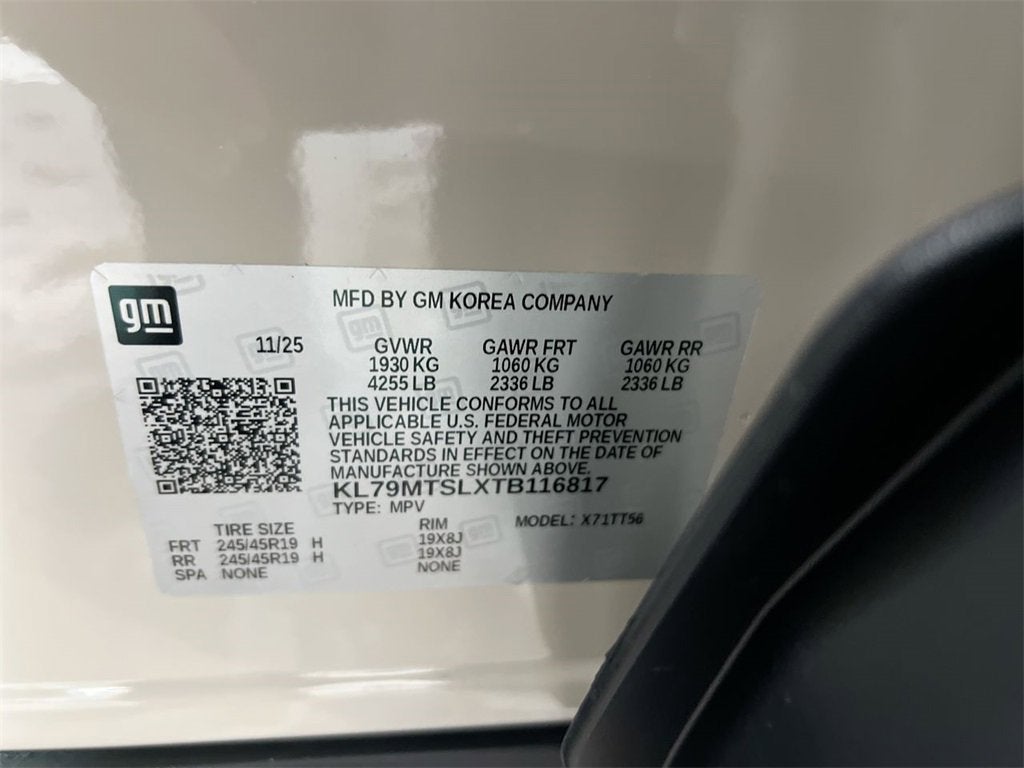 gm
MFD BY GM KOREA COMPANY
11/25 GVWR GAWR FRT GAWR RR
1930 KG 1060 KG 1060 KG
4255 LB 2336 LB 2336 LB
THIS VEHICLE CONFORMS TO ALL
APPLICABLE U.S. FEDERAL MOTOR
VEHICLE SAFETY AND THEFT PREVENTION
STANDARDS IN EFFECT ON THE DATE OF
MANUFACTURE SHOWN ABOVE.
KL79MTSLXTB116817
TYPE: MPV
TIRE SIZE RIM MODEL: X71TT56
FRT 245/45R19 H 19X8J
RR 245/45R19 H 19X8J
SPA NONE NONE